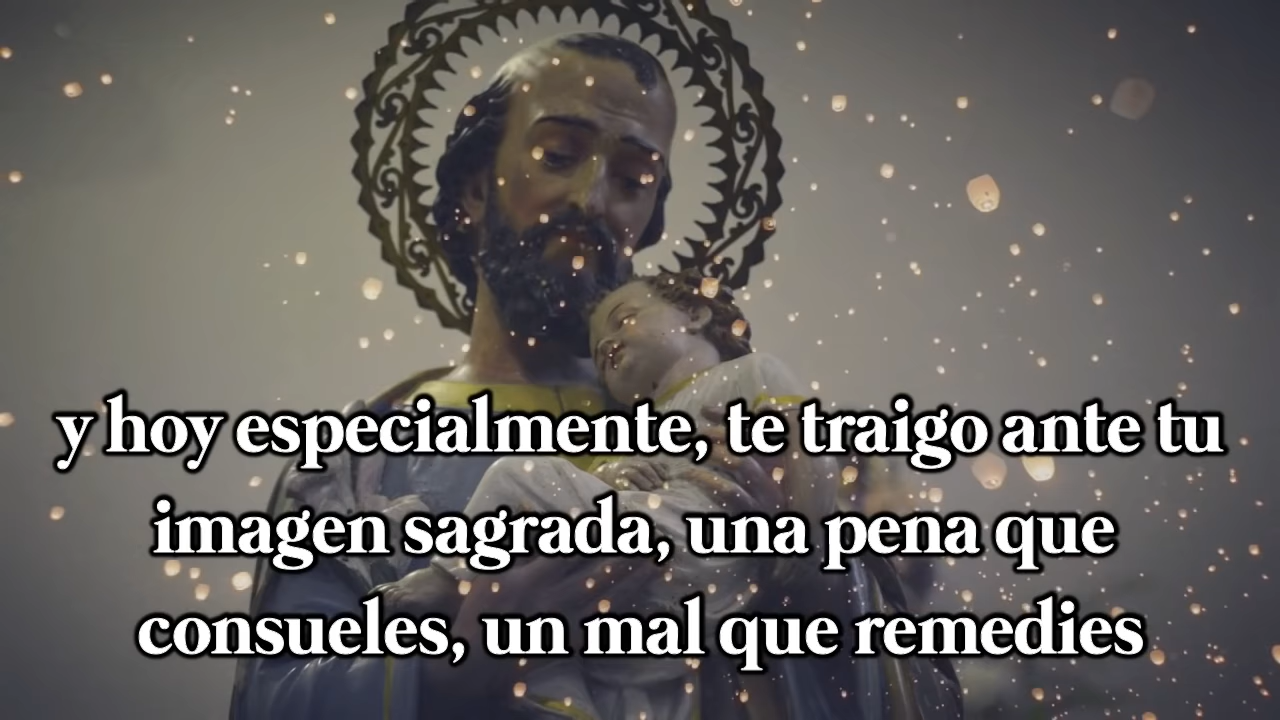 y hoy especialmente, te traigo ante tu
imagen sagrada, una pena que
consueles, un mal que remedies